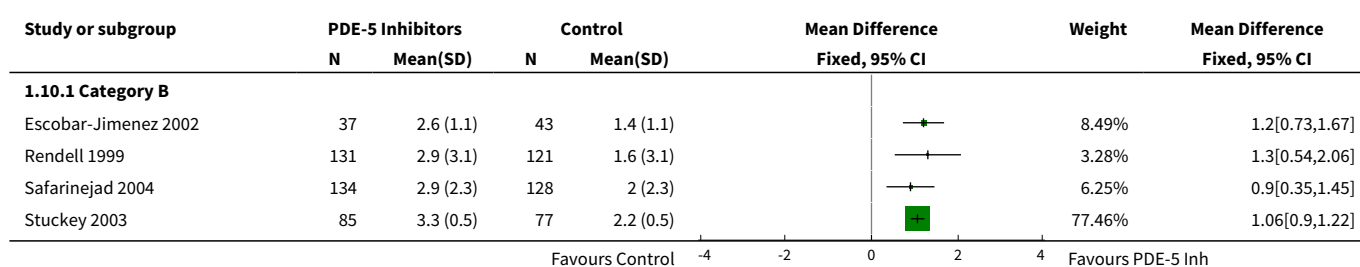 Study or subgroup PDE-5 Inhibitors Control Mean Difference Weight Mean Difference
N Mean(SD) N Mean(SD) Fixed, 95% CI Fixed, 95% CI
1.10.1 Category B
Escobar-Jimenez 2002 37 2.6 (1.1) 43 1.4 (1.1) 8.49% 1.2[0.73,1.67]
Rendell 1999 131 2.9 (3.1) 121 1.6 (3.1) 3.28% 1.3[0.54,2.06]
Safarinejad 2004 134 2.9 (2.3) 128 2 (2.3) 6.25% 0.9[0.35,1.45]
Stuckey 2003 85 3.3 (0.5) 77 2.2 (0.5) 77.46% 1.06[0.9,1.22]
Favours Control -4 -2 0 2 4 Favours PDE-5 Inh